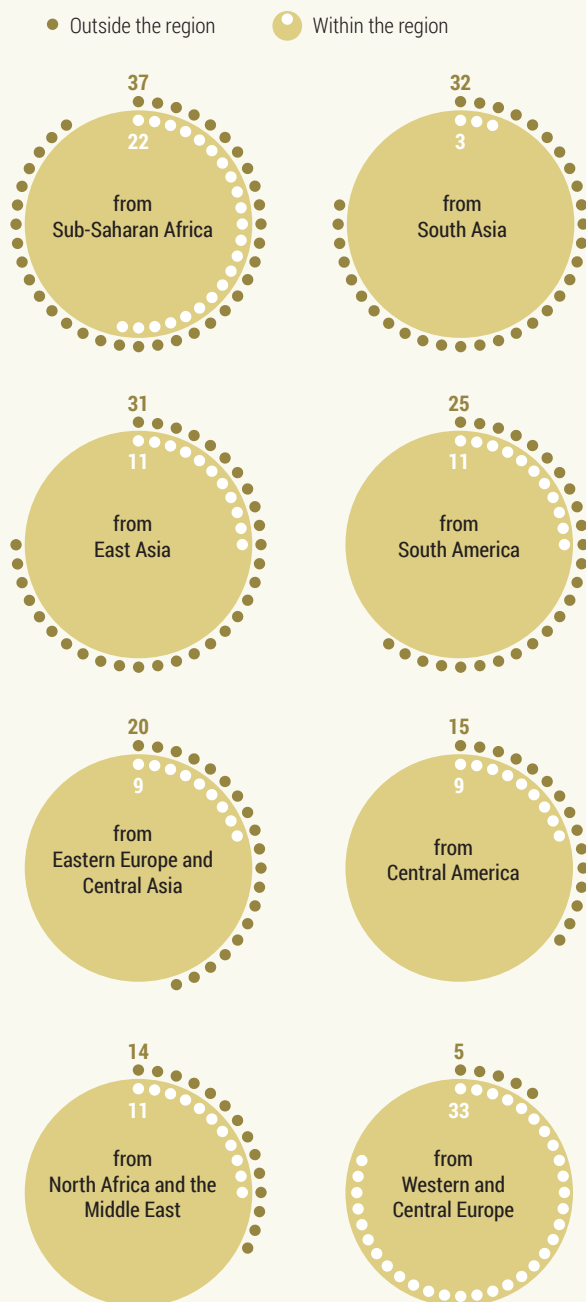 Outside the region
Within the region
37
22
from
Sub-Saharan Africa
32
3
from
South Asia
31
11
from
East Asia
25
11
from
South America
20
9
from
Eastern Europe and
Central Asia
15
9
from
Central America
14
11
from
North Africa and the
Middle East
5
33
from
Western and
Central Europe